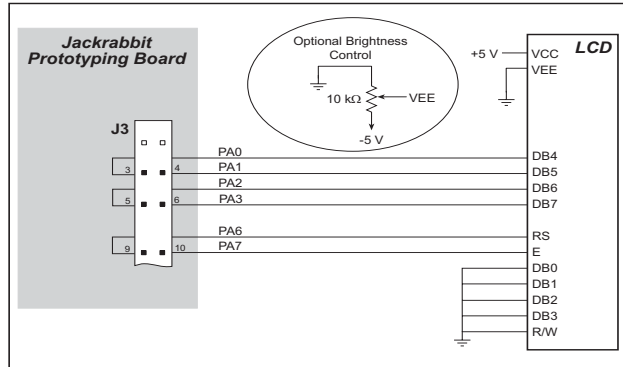 Jackrabbit
Prototyping Board
Optional Brightness
Control
10 kΩ
VEE
-5 V
+5 V
VCC
LCD
VEE
J3
3
4
5
6
9
10
PA0
PA1
PA2
PA3
PA6
PA7
DB4
DB5
DB6
DB7
RS
E
DB0
DB1
DB2
DB3
R/W